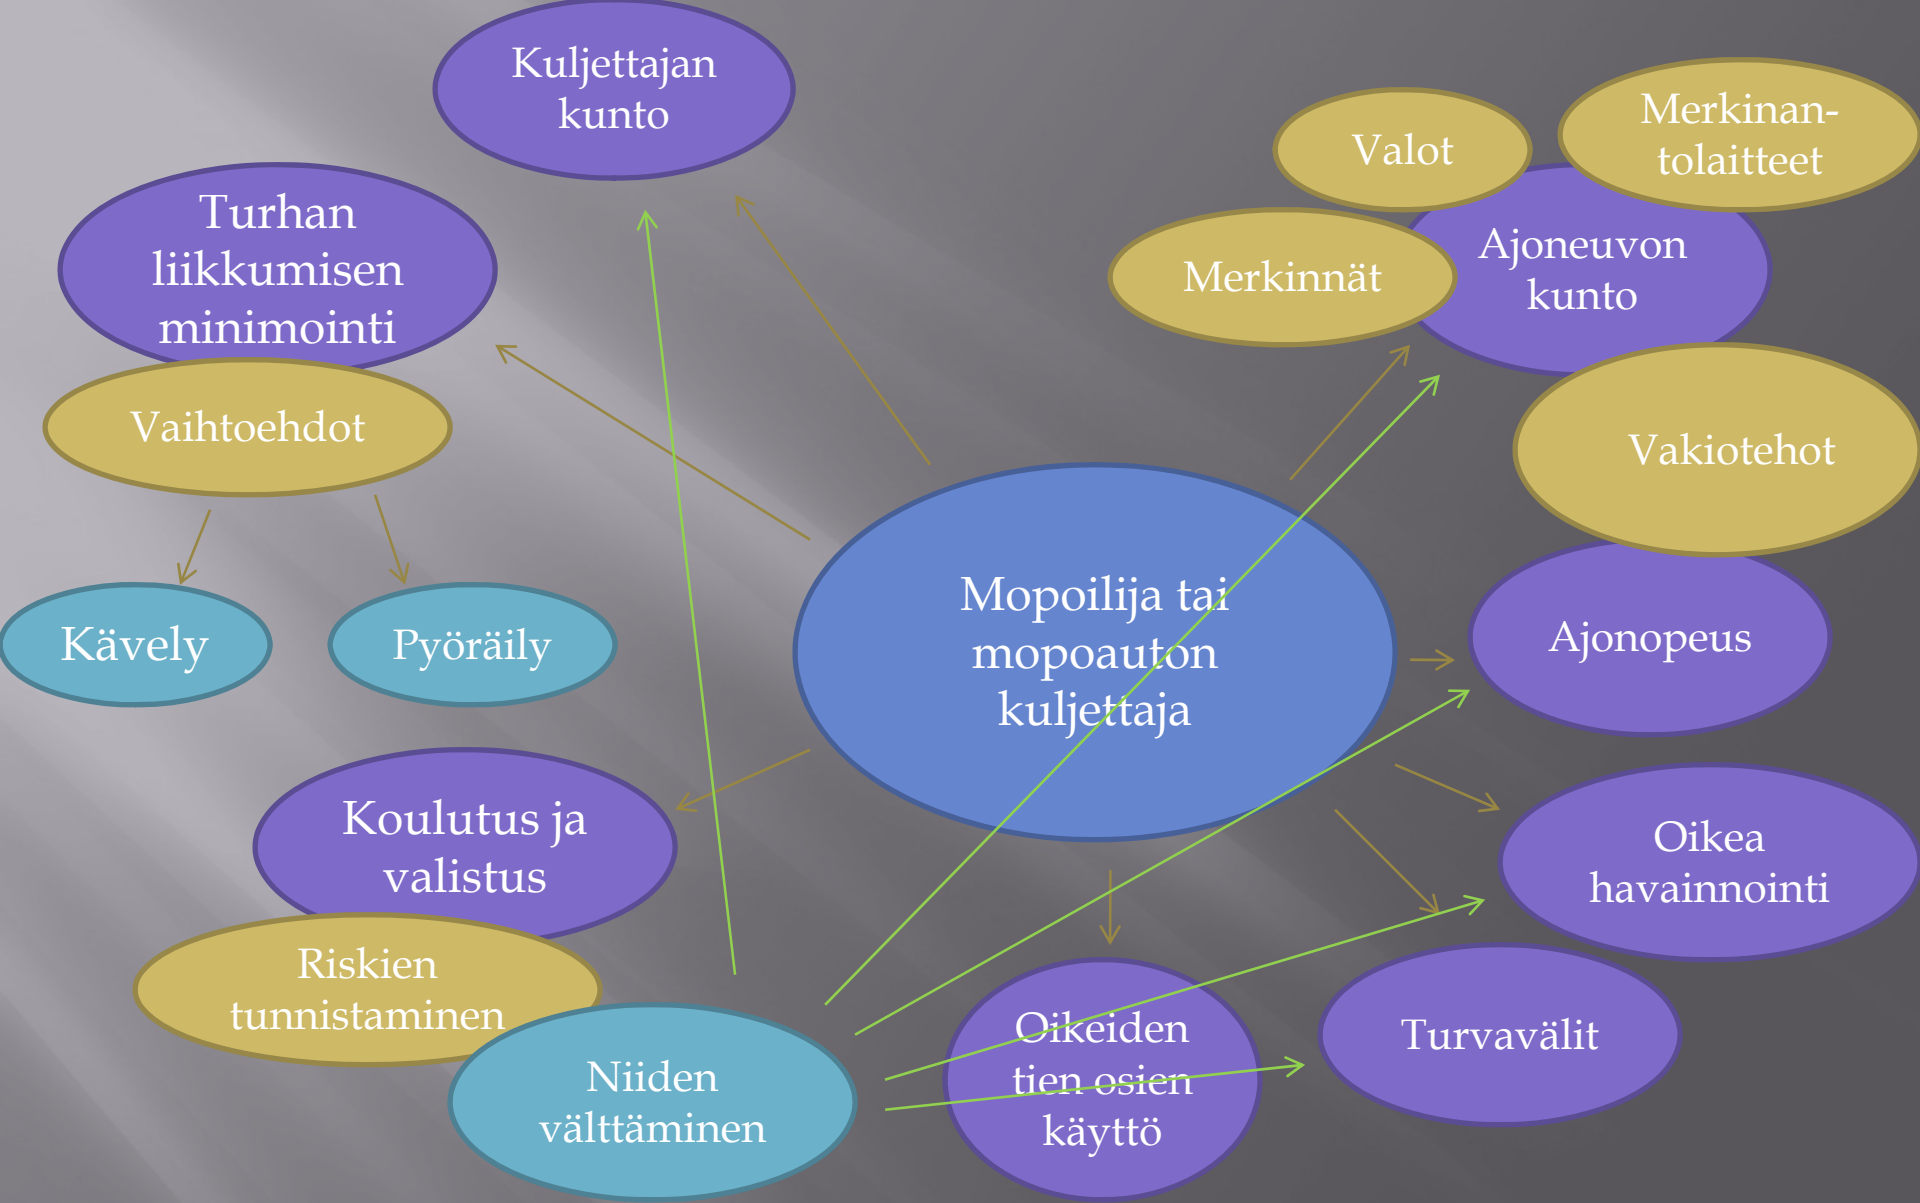 Kuljettajan
kunto
Valot
Merkinan-
tolaitteet
Turhan
liikkumisen
minimointi
Merkinnät
Ajoneuvon
kunto
Vaihtoehdot
Vakiotehot
Kävely
Pyöräily
Mopoilija tai
mopoauton
kuljettaja
Ajonopeus
Koulutus ja
valistus
Oikea
havainnointi
Riskien
tunnistaminen
Niiden
välttäminen
Oikeiden
tien osien
käyttö
Turvavälit